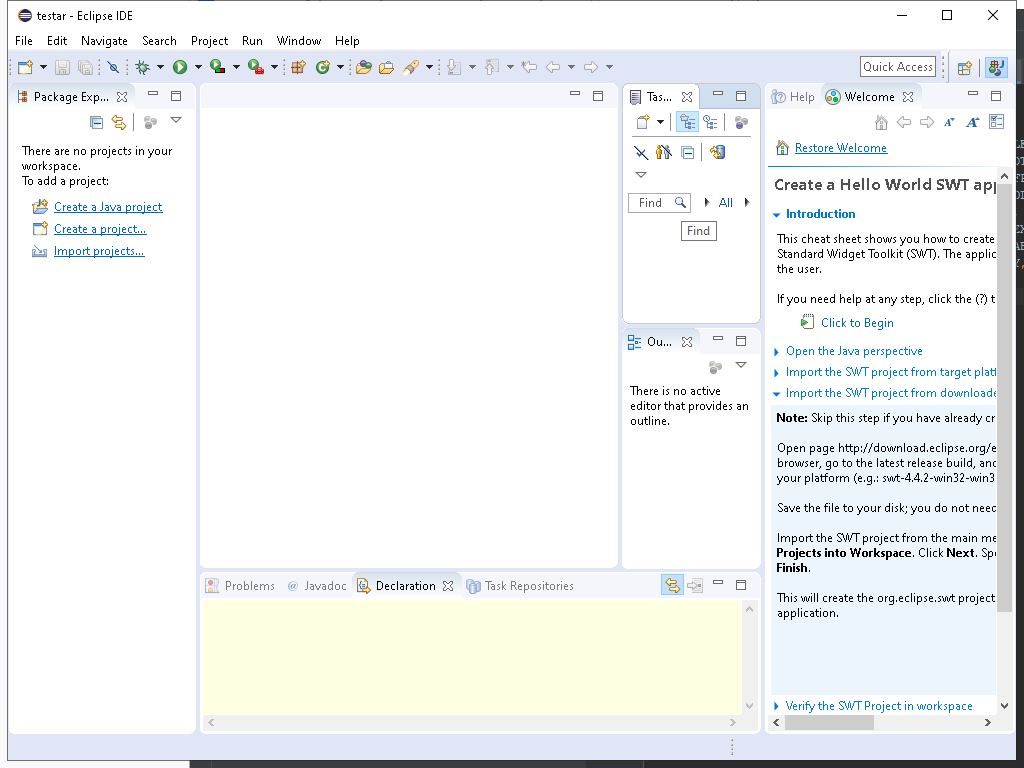 testar - Eclipse IDE
File Edit Navigate Search Project Run Window Help
Quick Access
Package Exp...
There are no projects in your
workspace.
To add a project:
Create a Java project
Create a project...
Import projects...
Tas...
Find
All
Find
Ou...
There is no active
editor that provides an
outline.
Problems @ Javadoc Declaration Task Repositories
Help Welcome
Restore Welcome
Create a Hello World SWT app
Introduction
This cheat sheet shows you how to create
Standard Widget Toolkit (SWT). The applic
the user.
If you need help at any step, click the (?) t
Click to Begin
Open the Java perspective
Import the SWT project from target platf
Import the SWT project from downloade
Note: Skip this step if you have already cr
Open page http://download.eclipse.org/e
browser, go to the latest release build, and
your platform (e.g.: swt-4.4.2-win32-win3
Save the file to your disk; you do not need
Import the SWT project from the main me
Projects into Workspace. Click Next. Spe
Finish.
This will create the org.eclipse.swt project
application.
Verify the SWT Project in workspace